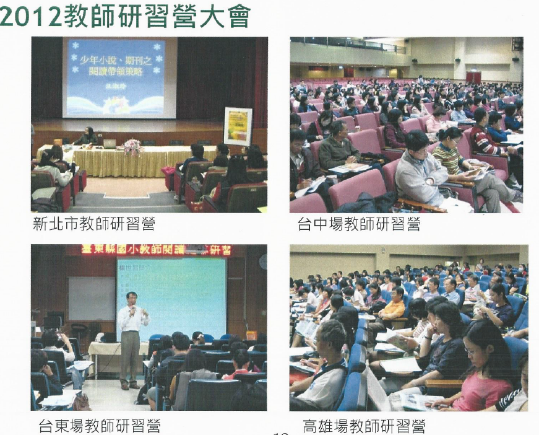 2012教師研習營大會
少年小說、期刊之
閱讀帶領策略
新北市教師研習營
台中場教師研習營
臺東縣國小教師閱讀
研習
台東場教師研習營
高雄場教師研習營